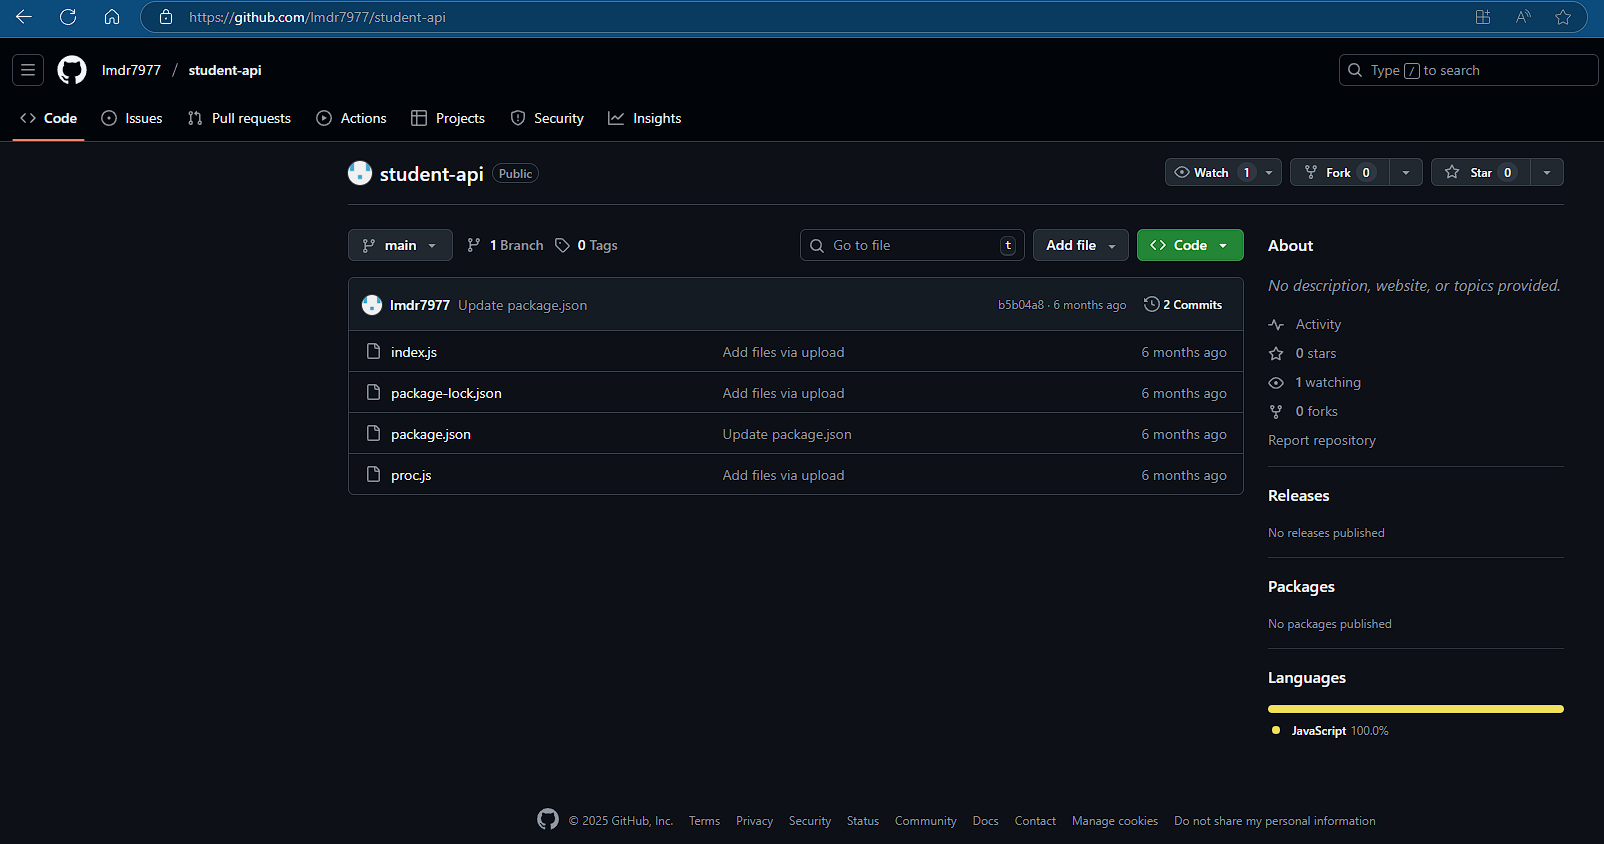 https://github.com/lmdr7977/student-api
lmdr7977 / student-api
Type / to search
Code Issues Pull requests Actions Projects Security Insights
student-api Public
Watch 1 Fork 0 Star 0
main 1 Branch 0 Tags Go to file t Add file Code
lmdr7977 Update package.json b5b04a8 · 6 months ago 2 Commits
index.js Add files via upload 6 months ago
package-lock.json Add files via upload 6 months ago
package.json Update package.json 6 months ago
proc.js Add files via upload 6 months ago
About
No description, website, or topics provided.
Activity
0 stars
1 watching
0 forks
Report repository
Releases
No releases published
Packages
No packages published
Languages
JavaScript 100.0%
© 2025 GitHub, Inc. Terms Privacy Security Status Community Docs Contact Manage cookies Do not share my personal information